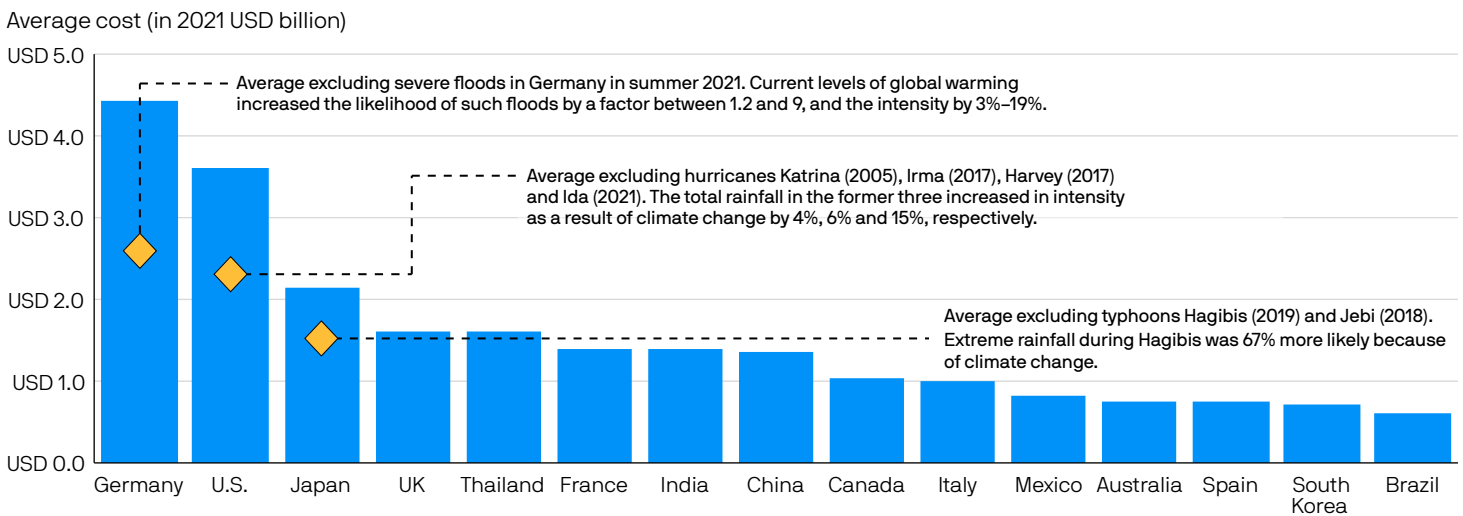 Average cost (in 2021 USD billion)
USD 5.0
Average excluding severe floods in Germany in summer 2021. Current levels of global warming
increased the likelihood of such floods by a factor between 1.2 and 9, and the intensity by 3%–19%.
USD 4.0
Average excluding hurricanes Katrina (2005), Irma (2017), Harvey (2017)
and Ida (2021). The total rainfall in the former three increased in intensity
as a result of climate change by 4%, 6% and 15%, respectively.
USD 3.0
USD 2.0
Average excluding typhoons Hagibis (2019) and Jebi (2018).
Extreme rainfall during Hagibis was 67% more likely because
of climate change.
USD 1.0
USD 0.0
Germany U.S. Japan UK Thailand France India China Canada Italy Mexico Australia Spain South Brazil
Korea